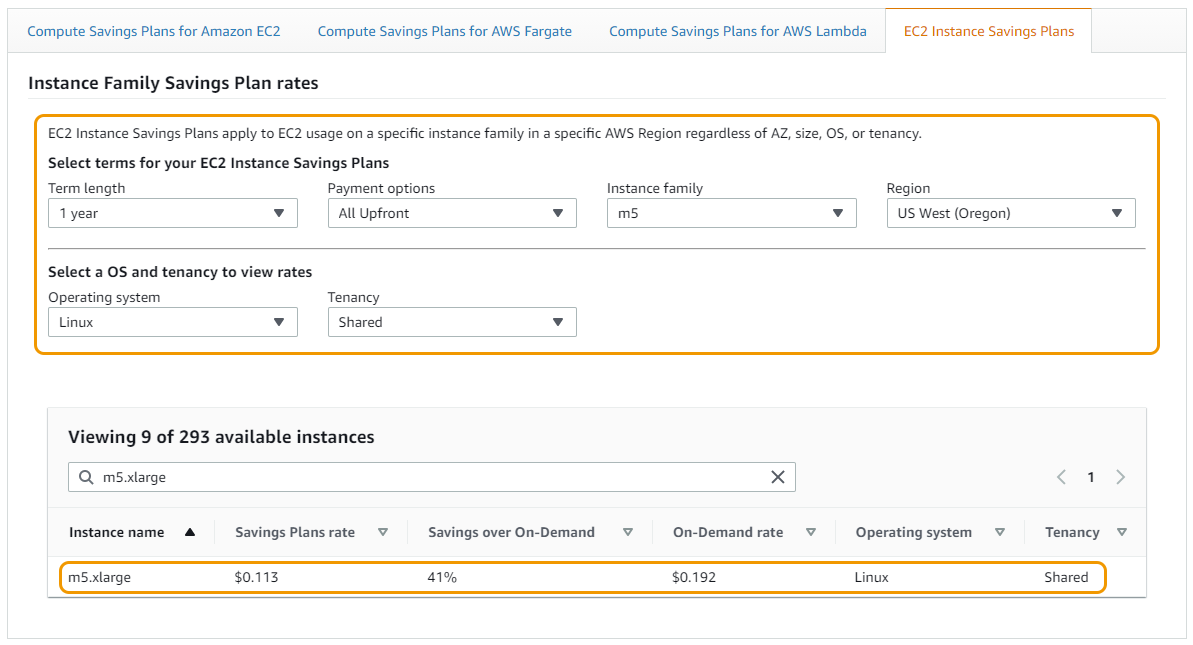 Compute Savings Plans for Amazon EC2 Compute Savings Plans for AWS Fargate Compute Savings Plans for AWS Lambda EC2 Instance Savings Plans
Instance Family Savings Plan rates
EC2 Instance Savings Plans apply to EC2 usage on a specific instance family in a specific AWS Region regardless of AZ, size, OS, or tenancy.
Select terms for your EC2 Instance Savings Plans
Term length Payment options Instance family Region
1 year All Upfront m5 US West (Oregon)
Select a OS and tenancy to view rates
Operating system Tenancy
Linux Shared
Viewing 9 of 293 available instances
m5.xlarge 1
Instance name Savings Plans rate Savings over On-Demand On-Demand rate Operating system Tenancy
m5.xlarge $0.113 41% $0.192 Linux Shared